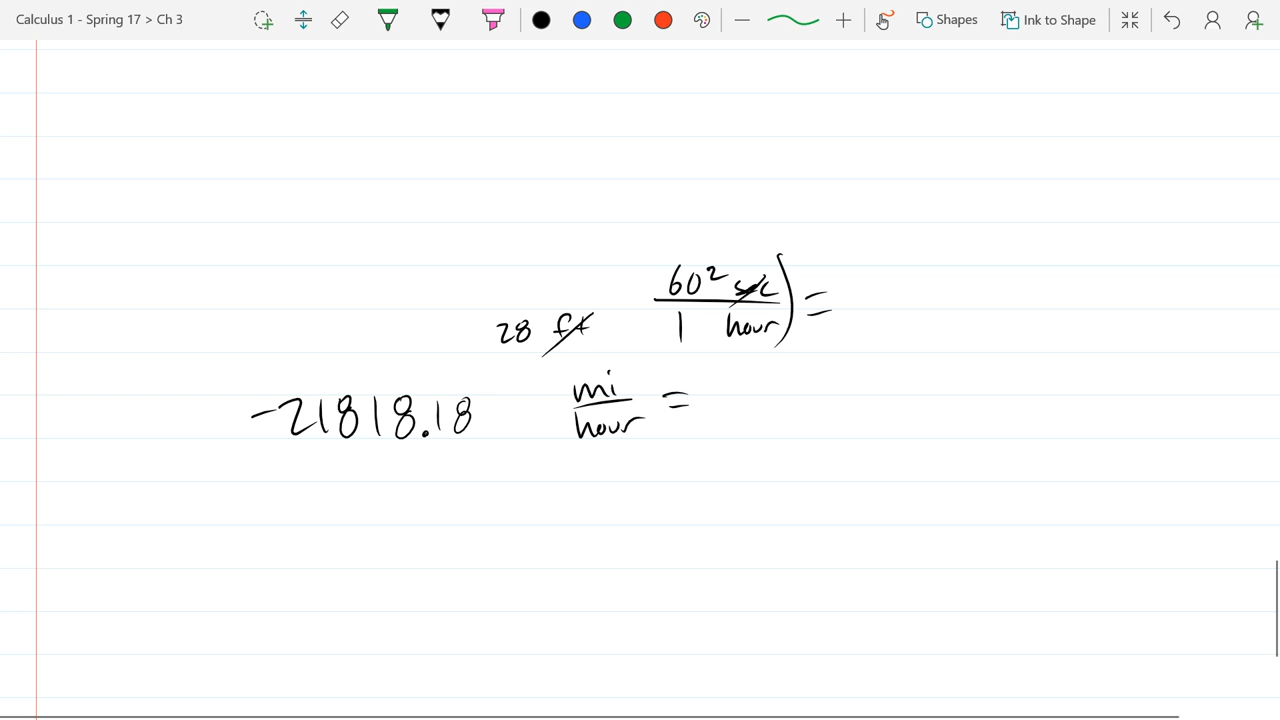 Calculus 1 - Spring 17 > Ch 3
Shapes
Ink to Shape
60² sec
28 ft
1 hour) =
-21818.18 mi/hour =